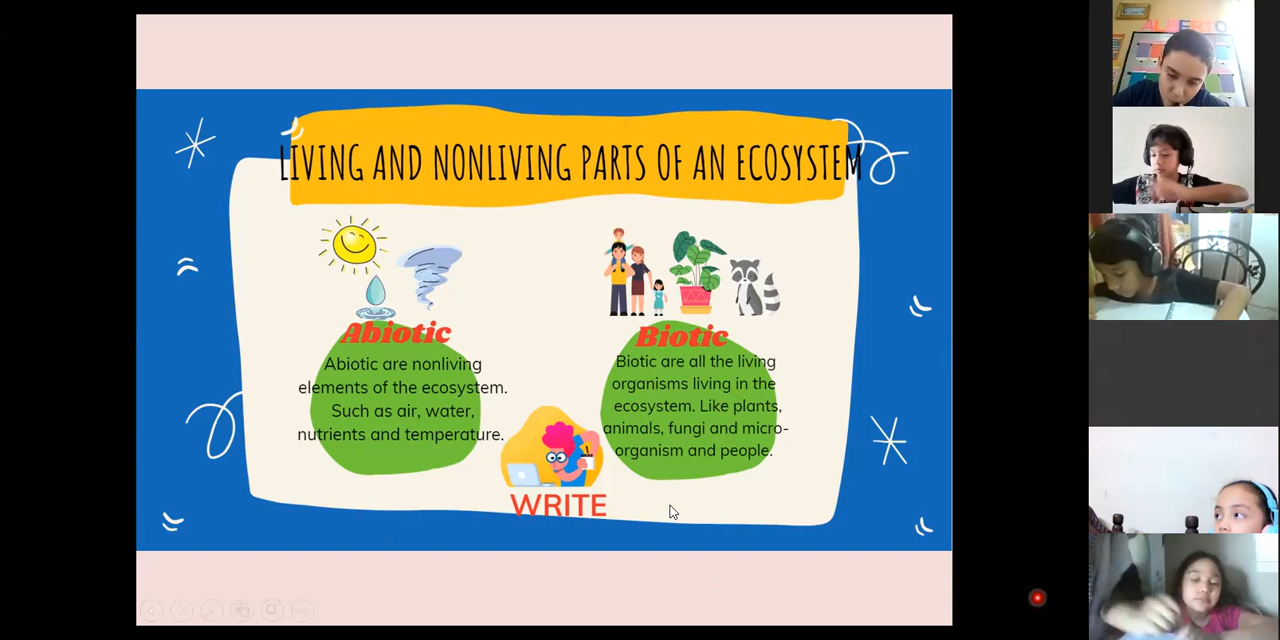 ALBERTO
LIVING AND NONLIVING PARTS OF AN ECOSYSTEM
Abiotic
Abiotic are nonliving
elements of the ecosystem.
Such as air, water,
nutrients and temperature.
Biotic
Biotic are all the living
organisms living in the
ecosystem. Like plants,
animals, fungi and micro-
organism and people.
WRITE